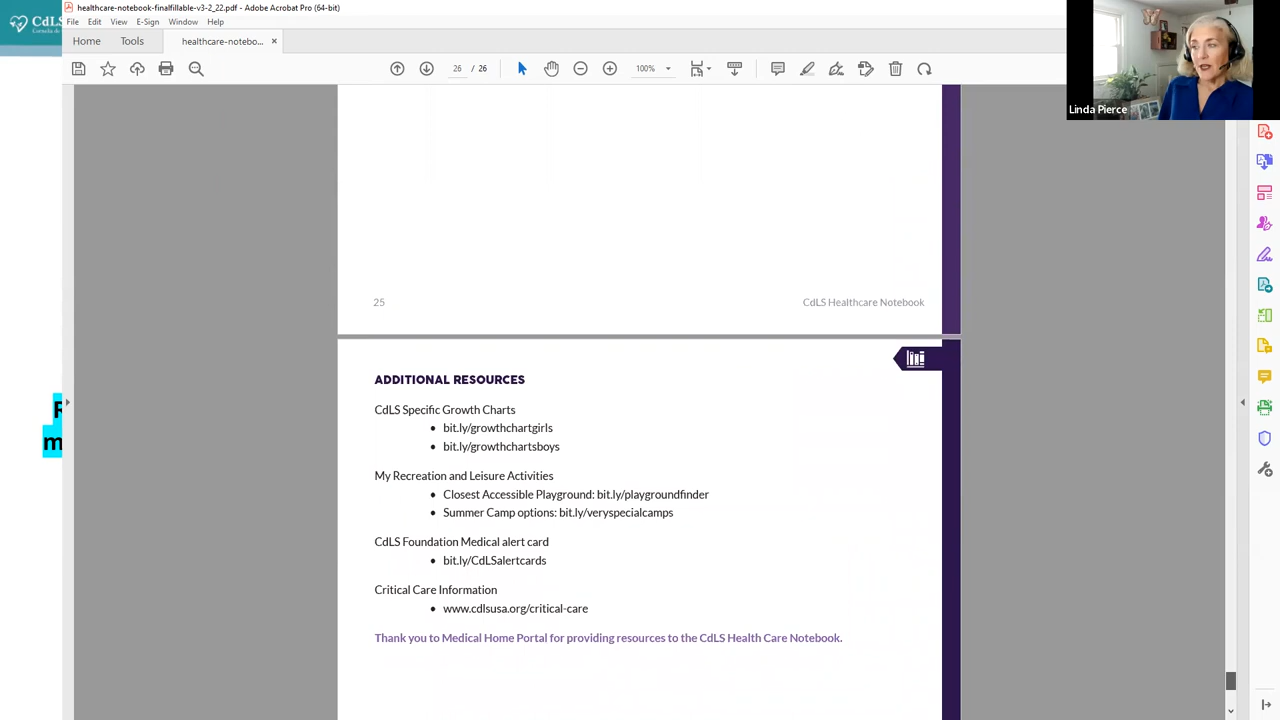 CdLS
Cornelia de
healthcare-notebook-finalfillable-v3-2_22.pdf - Adobe Acrobat Pro (64-bit)
File Edit View E-Sign Window Help
Home Tools healthcare-notebo... ×
26 / 26 100%
Linda Pierce
25 CdLS Healthcare Notebook
ADDITIONAL RESOURCES
CdLS Specific Growth Charts
• bit.ly/growthchartgirls
• bit.ly/growthchartsboys
My Recreation and Leisure Activities
• Closest Accessible Playground: bit.ly/playgroundfinder
• Summer Camp options: bit.ly/veryspecialcamps
CdLS Foundation Medical alert card
• bit.ly/CdLSalertcards
Critical Care Information
• www.cdlsusa.org/critical-care
Thank you to Medical Home Portal for providing resources to the CdLS Health Care Notebook.